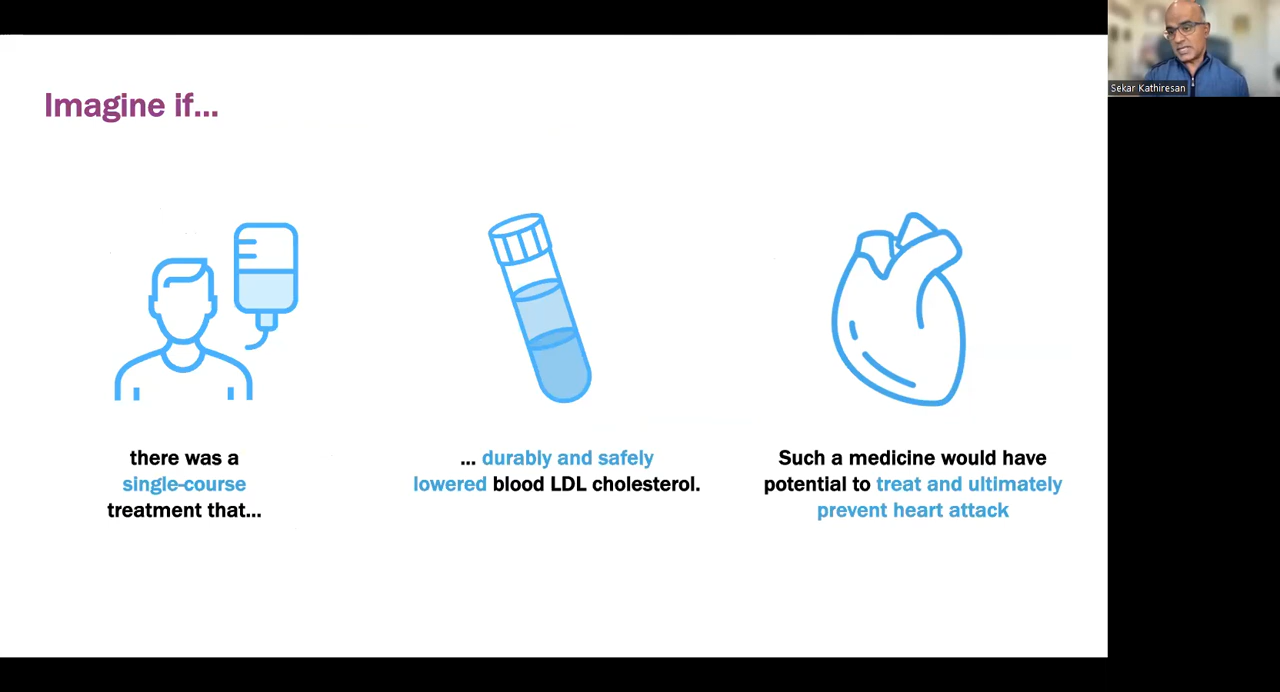 Imagine if...
there was a
single-course
treatment that...
... durably and safely
lowered blood LDL cholesterol.
Such a medicine would have
potential to treat and ultimately
prevent heart attack
Sekar Kathiresan